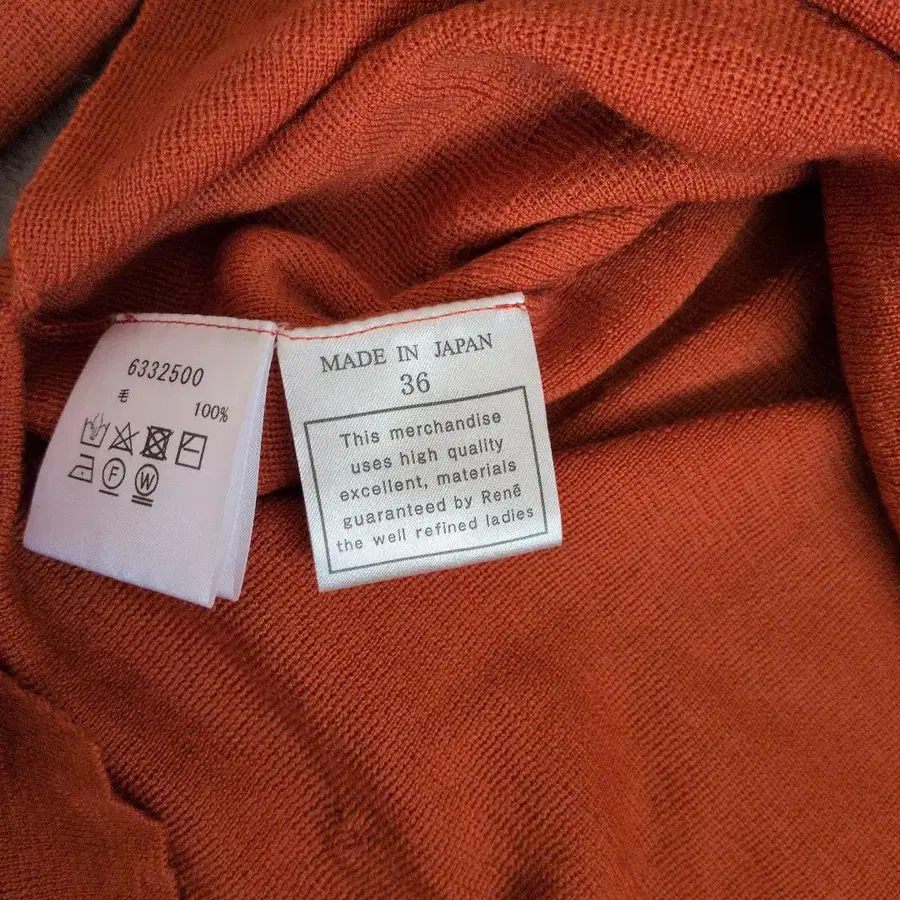 6332500
毛
100%
F
W
MADE IN JAPAN
36
This merchandise
uses high quality
excellent, materials
guaranteed by René
the well refined ladies